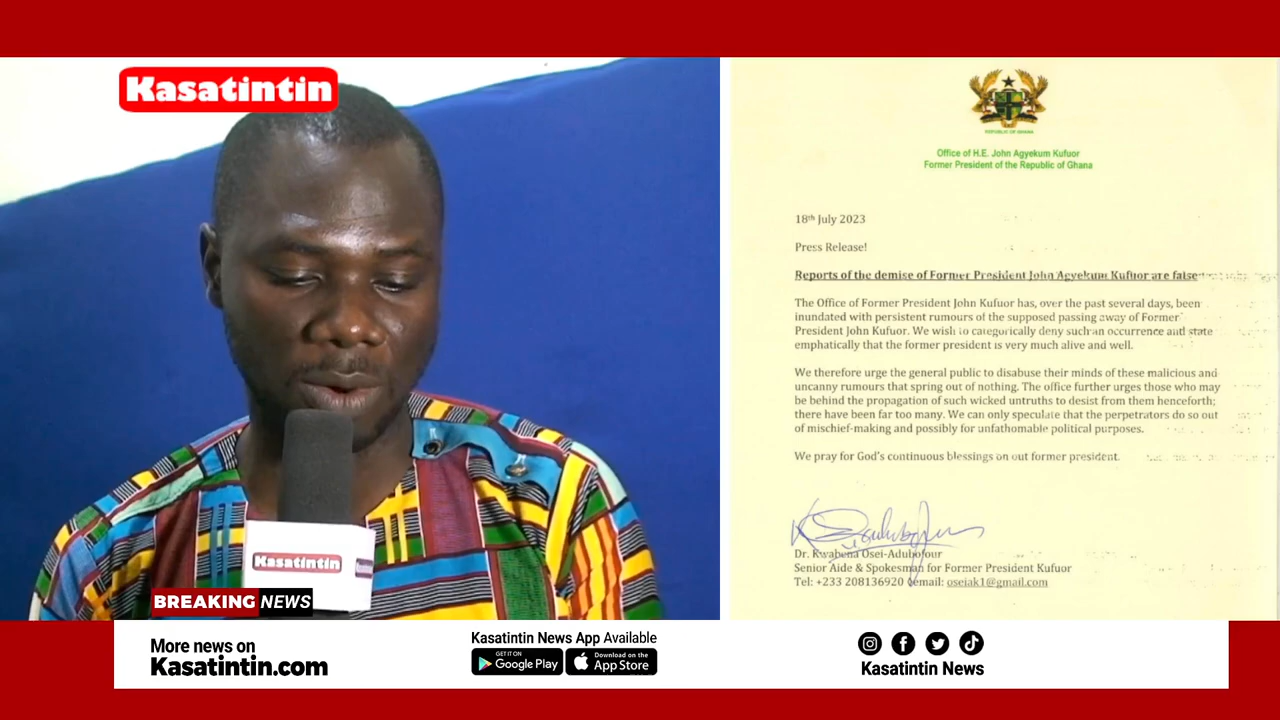 Kasatintin
Kasatintin
BREAKING NEWS
REPUBLIC OF GHANA
Office of H.E. John Agyekum Kufuor
Former President of the Republic of Ghana
18th July 2023
Press Release!
Reports of the demise of Former President John Agyekum Kufuor are false
The Office of Former President John Kufuor has, over the past several days, been
inundated with persistent rumours of the supposed passing away of Former
President John Kufuor. We wish to categorically deny such an occurrence and state
emphatically that the former president is very much alive and well.
We therefore urge the general public to disabuse their minds of these malicious and
uncanny rumours that spring out of nothing. The office further urges those who may
be behind the propagation of such wicked untruths to desist from them henceforth;
there have been far too many. We can only speculate that the perpetrators do so out
of mischief-making and possibly for unfathomable political purposes.
We pray for God's continuous blessings on out former president.
Dr. Kwabena Osei-Adubofour
Senior Aide & Spokesman for Former President Kufuor
Tel: +233 208136920 email: oseiak1@gmail.com
More news on
Kasatintin.com
Kasatintin News App Available
GET IT ON
Google Play
Download on the
App Store
Kasatintin News